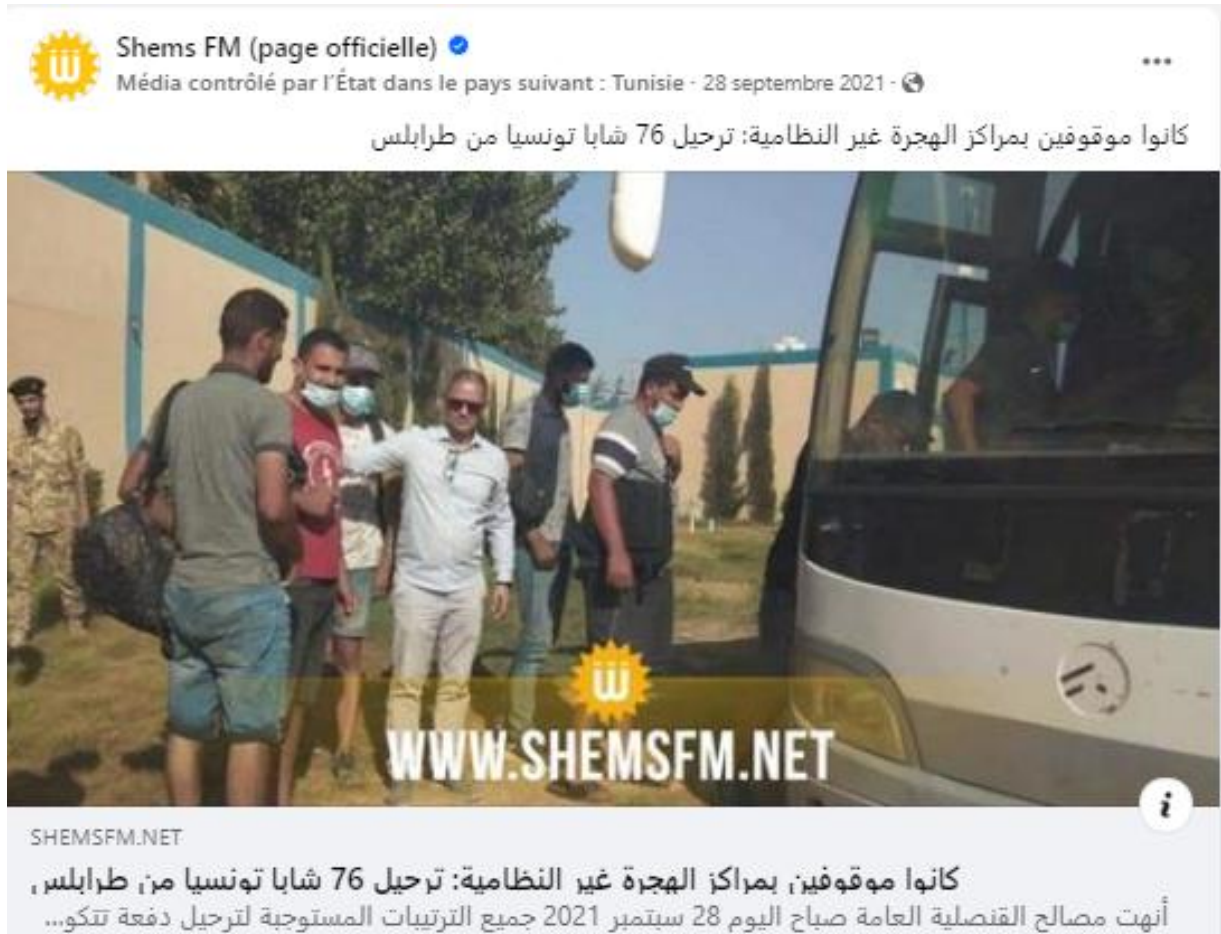 Shems FM (page officielle)
Média contrôlé par l'État dans le pays suivant : Tunisie · 28 septembre 2021 ·
كانوا موقوفين بمراكز الهجرة غير النظامية: ترحيل 76 شابا تونسيا من طرابلس
WWW.SHEMSFM.NET
SHEMSFM.NET
كانوا موقوفين بمراكز الهجرة غير النظامية: ترحيل 76 شابا تونسيا من طرابلس
أنهت مصالح القنصلية العامة صباح اليوم 28 سبتمبر 2021 جميع الترتيبات المستوجبة لترحيل دفعة تتكو...